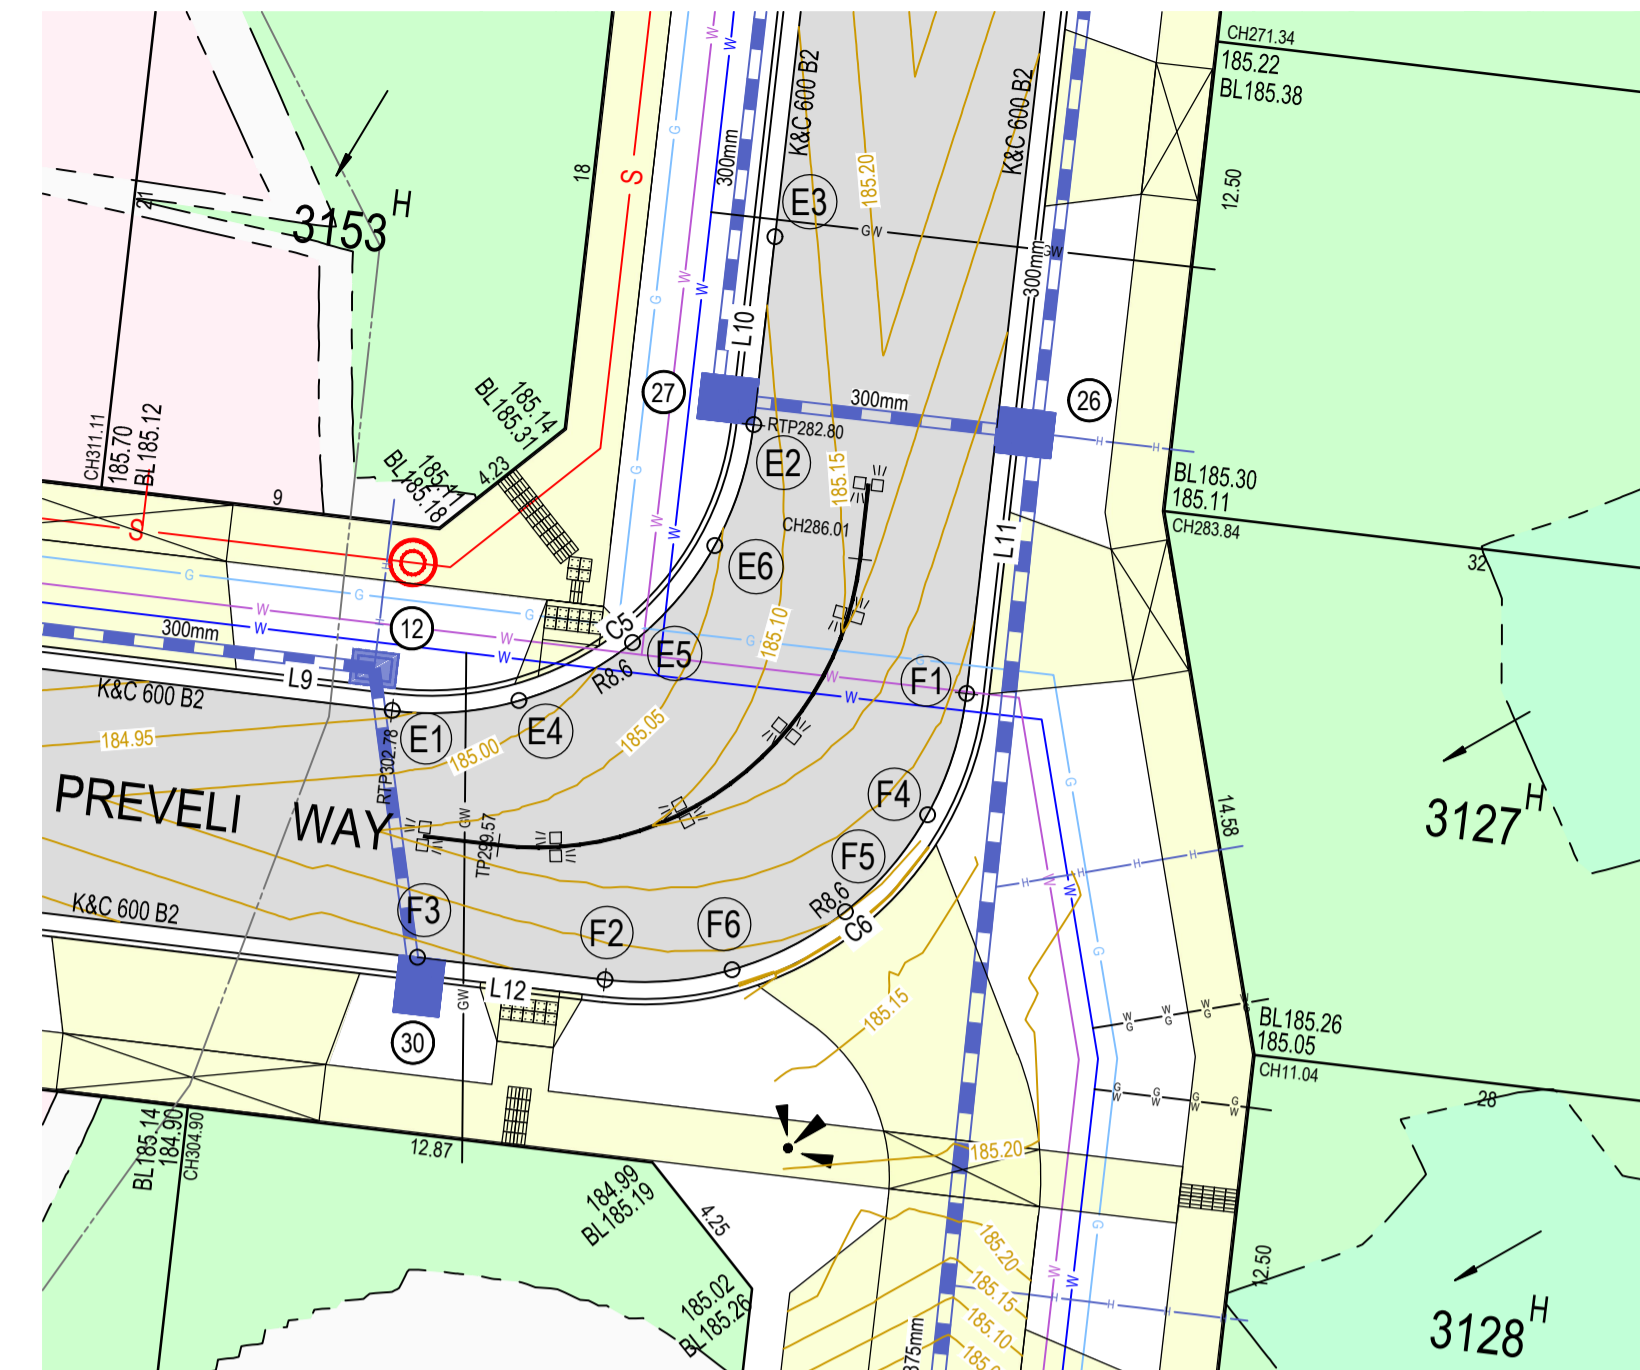 CH271.34
185.22
BL185.38
K&C 600 B2
K&C 600 B2
300mm
W
W
G
S
18
21
3153 H
185.20
E3
GW
GW
12.50
300mm
G
W
W
L10
27
300mm
26
RTP282.80
H
H
E2
185.14
BL185.31
4.23
185.11
BL185.18
CH311.11
185.70
BL185.12
9
S
185.15
CH286.01
BL185.30
185.11
CH283.84
32
L11
G
W
W
E6
H
G
G
G
W
W
W
W
12
300mm
L9
C5
R8.6
E5
185.10
G
W
W
F1
K&C 600 B2
184.95
RTP302.78
E1
185.00
E4
185.05
PREVELI WAY
GW
TP299.57
F4
F5
R8.6
C6
G
W
W
H
H
H
H
14.58
3127 H
K&C 600 B2
F3
F2
F6
L12
GW
30
185.15
G
W
G
W
G
W
G
BL185.26
185.05
CH11.04
G
W
G
W
G
W
G
W
28
BL185.14
184.90
CH304.90
12.87
185.20
184.99
BL185.19
4.25
185.02
BL185.26
185.20
185.15
185.10
G
W
W
H
H
H
H
12.50
375mm
3128 H